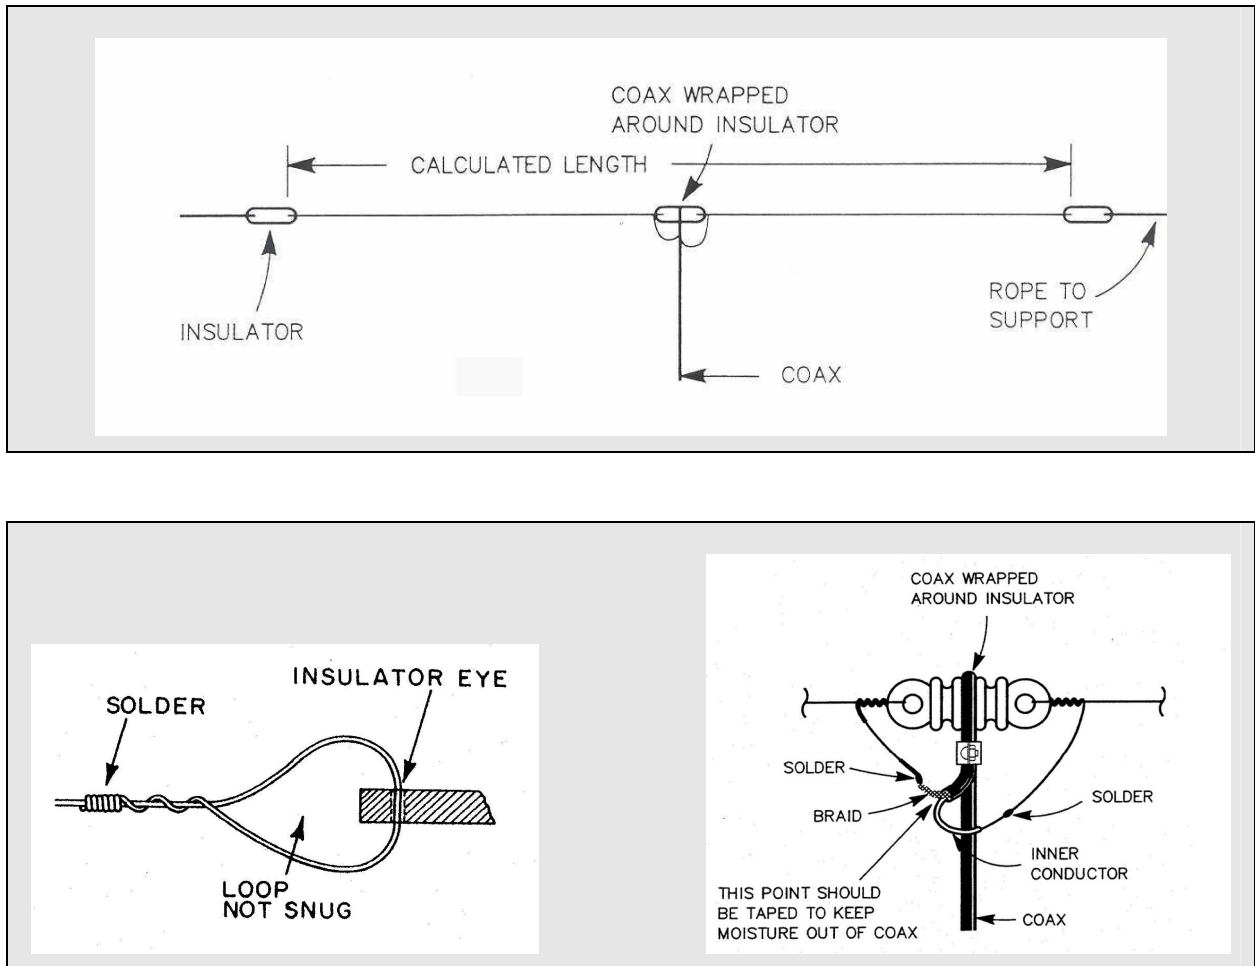 COAX WRAPPED
AROUND INSULATOR
CALCULATED LENGTH
INSULATOR
ROPE TO
SUPPORT
COAX
INSULATOR EYE
SOLDER
LOOP
NOT SNUG
COAX WRAPPED
AROUND INSULATOR
SOLDER
BRAID
SOLDER
INNER
CONDUCTOR
THIS POINT SHOULD
BE TAPED TO KEEP
MOISTURE OUT OF COAX
COAX